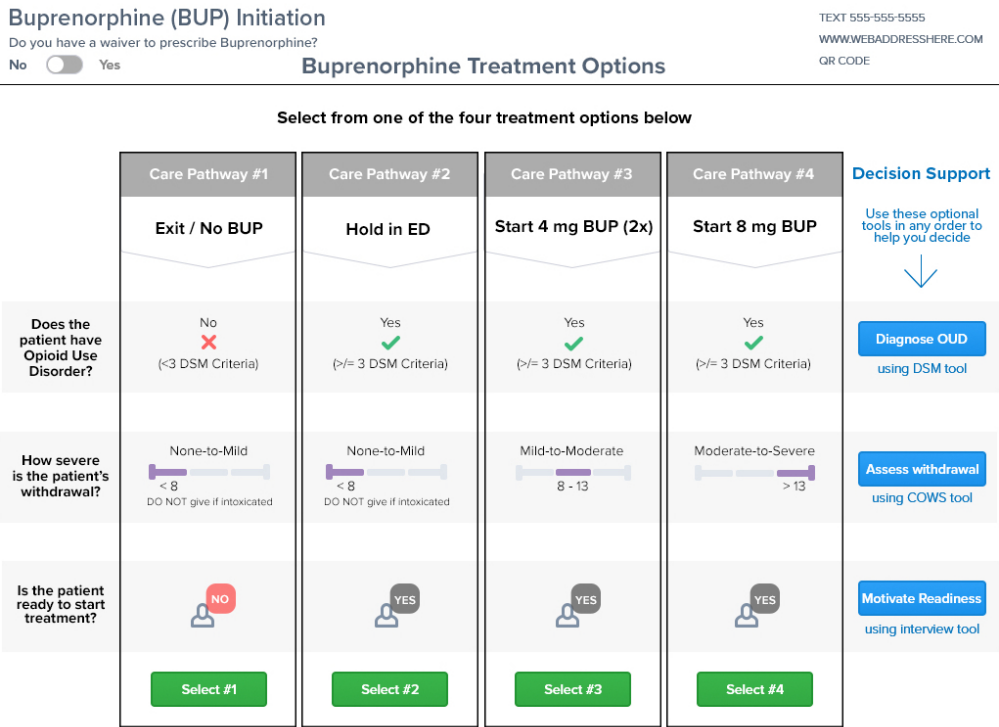 Buprenorphine (BUP) Initiation
Do you have a waiver to prescribe Buprenorphine?
No Yes
Buprenorphine Treatment Options
TEXT 555-555-5555
WWW.WEBADDRESSHERE.COM
QR CODE
Select from one of the four treatment options below
Care Pathway #1
Care Pathway #2
Care Pathway #3
Care Pathway #4
Decision Support
Exit / No BUP
Hold in ED
Start 4 mg BUP (2x)
Start 8 mg BUP
Use these optional
tools in any order to
help you decide
Does the
patient have
Opioid Use
Disorder?
No
(<3 DSM Criteria)
Yes
(>/= 3 DSM Criteria)
Yes
(>/= 3 DSM Criteria)
Yes
(>/= 3 DSM Criteria)
Diagnose OUD
using DSM tool
How severe
is the patient's
withdrawal?
None-to-Mild
< 8
DO NOT give if intoxicated
None-to-Mild
< 8
DO NOT give if intoxicated
Mild-to-Moderate
8 - 13
Moderate-to-Severe
> 13
Assess withdrawal
using COWS tool
Is the patient
ready to start
treatment?
NO
YES
YES
YES
Motivate Readiness
using interview tool
Select #1
Select #2
Select #3
Select #4